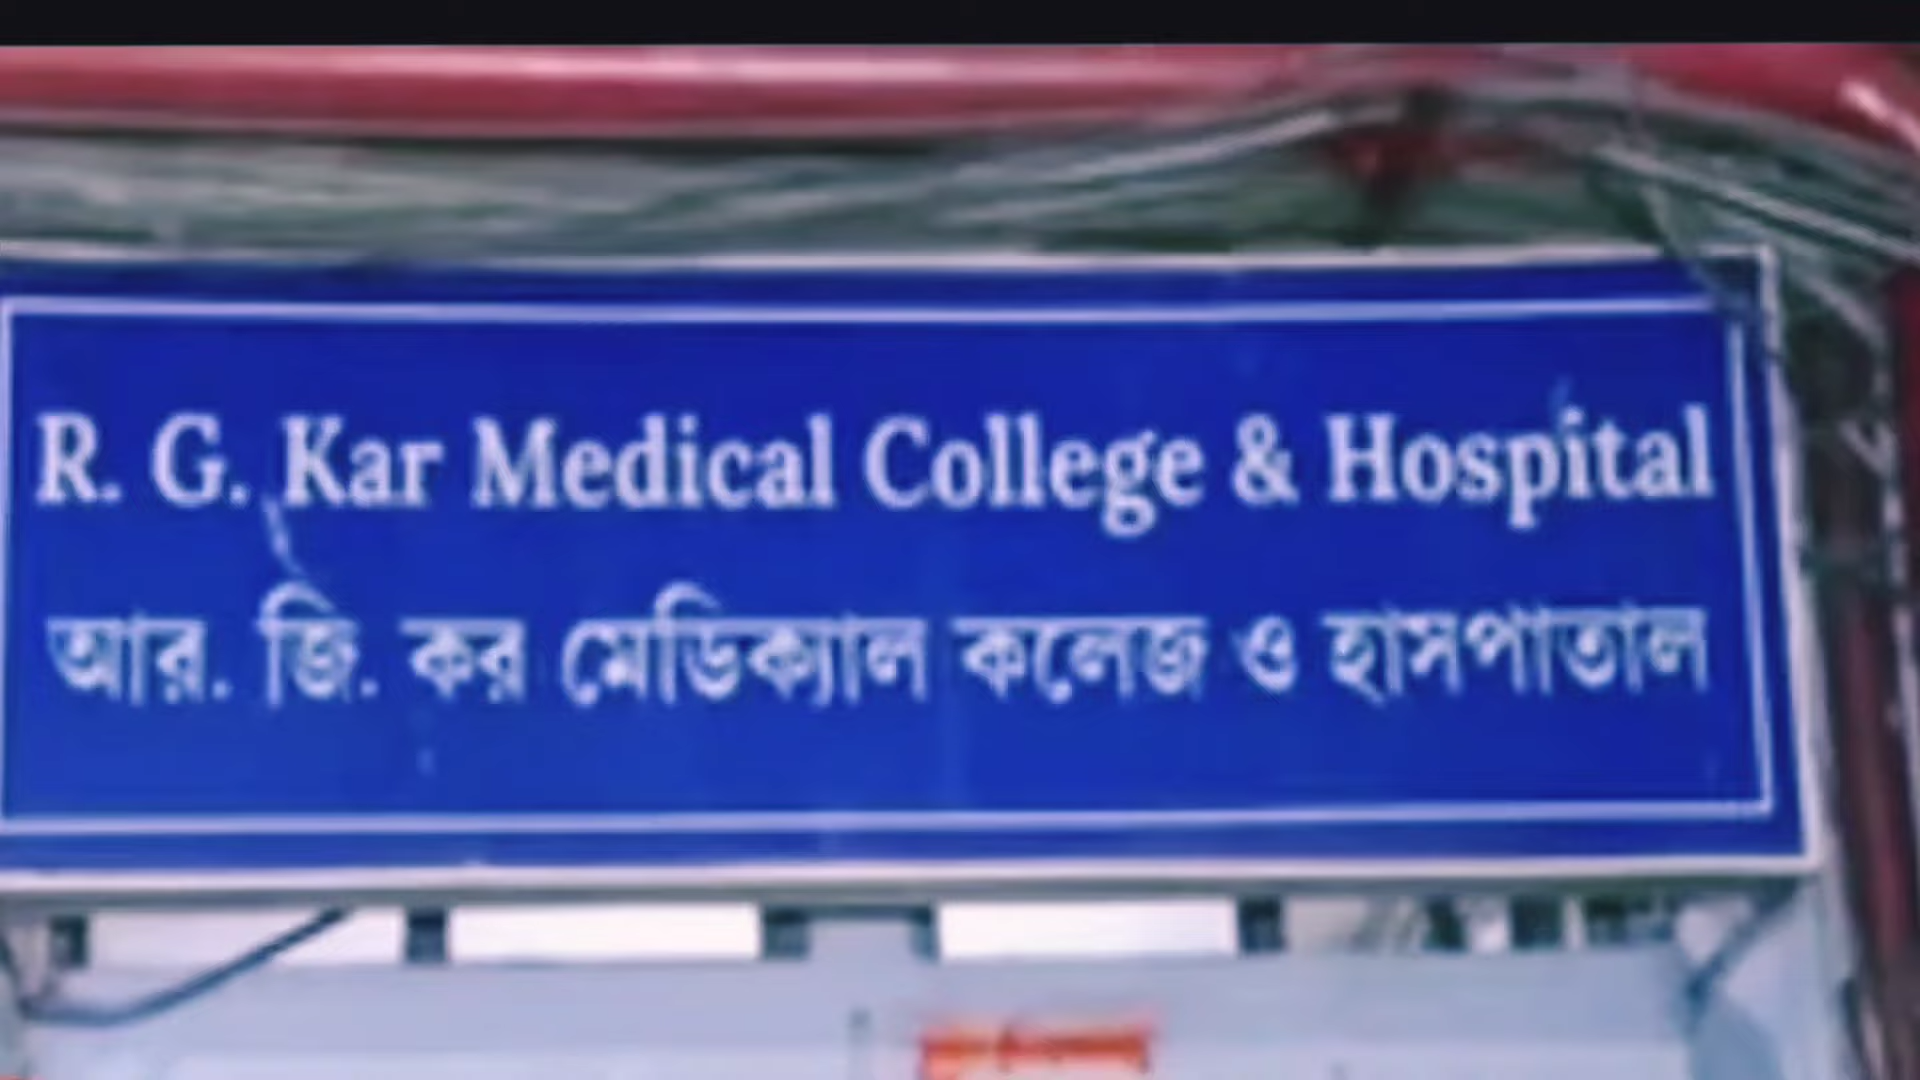 R. G. Kar Medical College & Hospital
আর. জি. কর মেডিক্যাল কলেজ ও হাসপাতাল